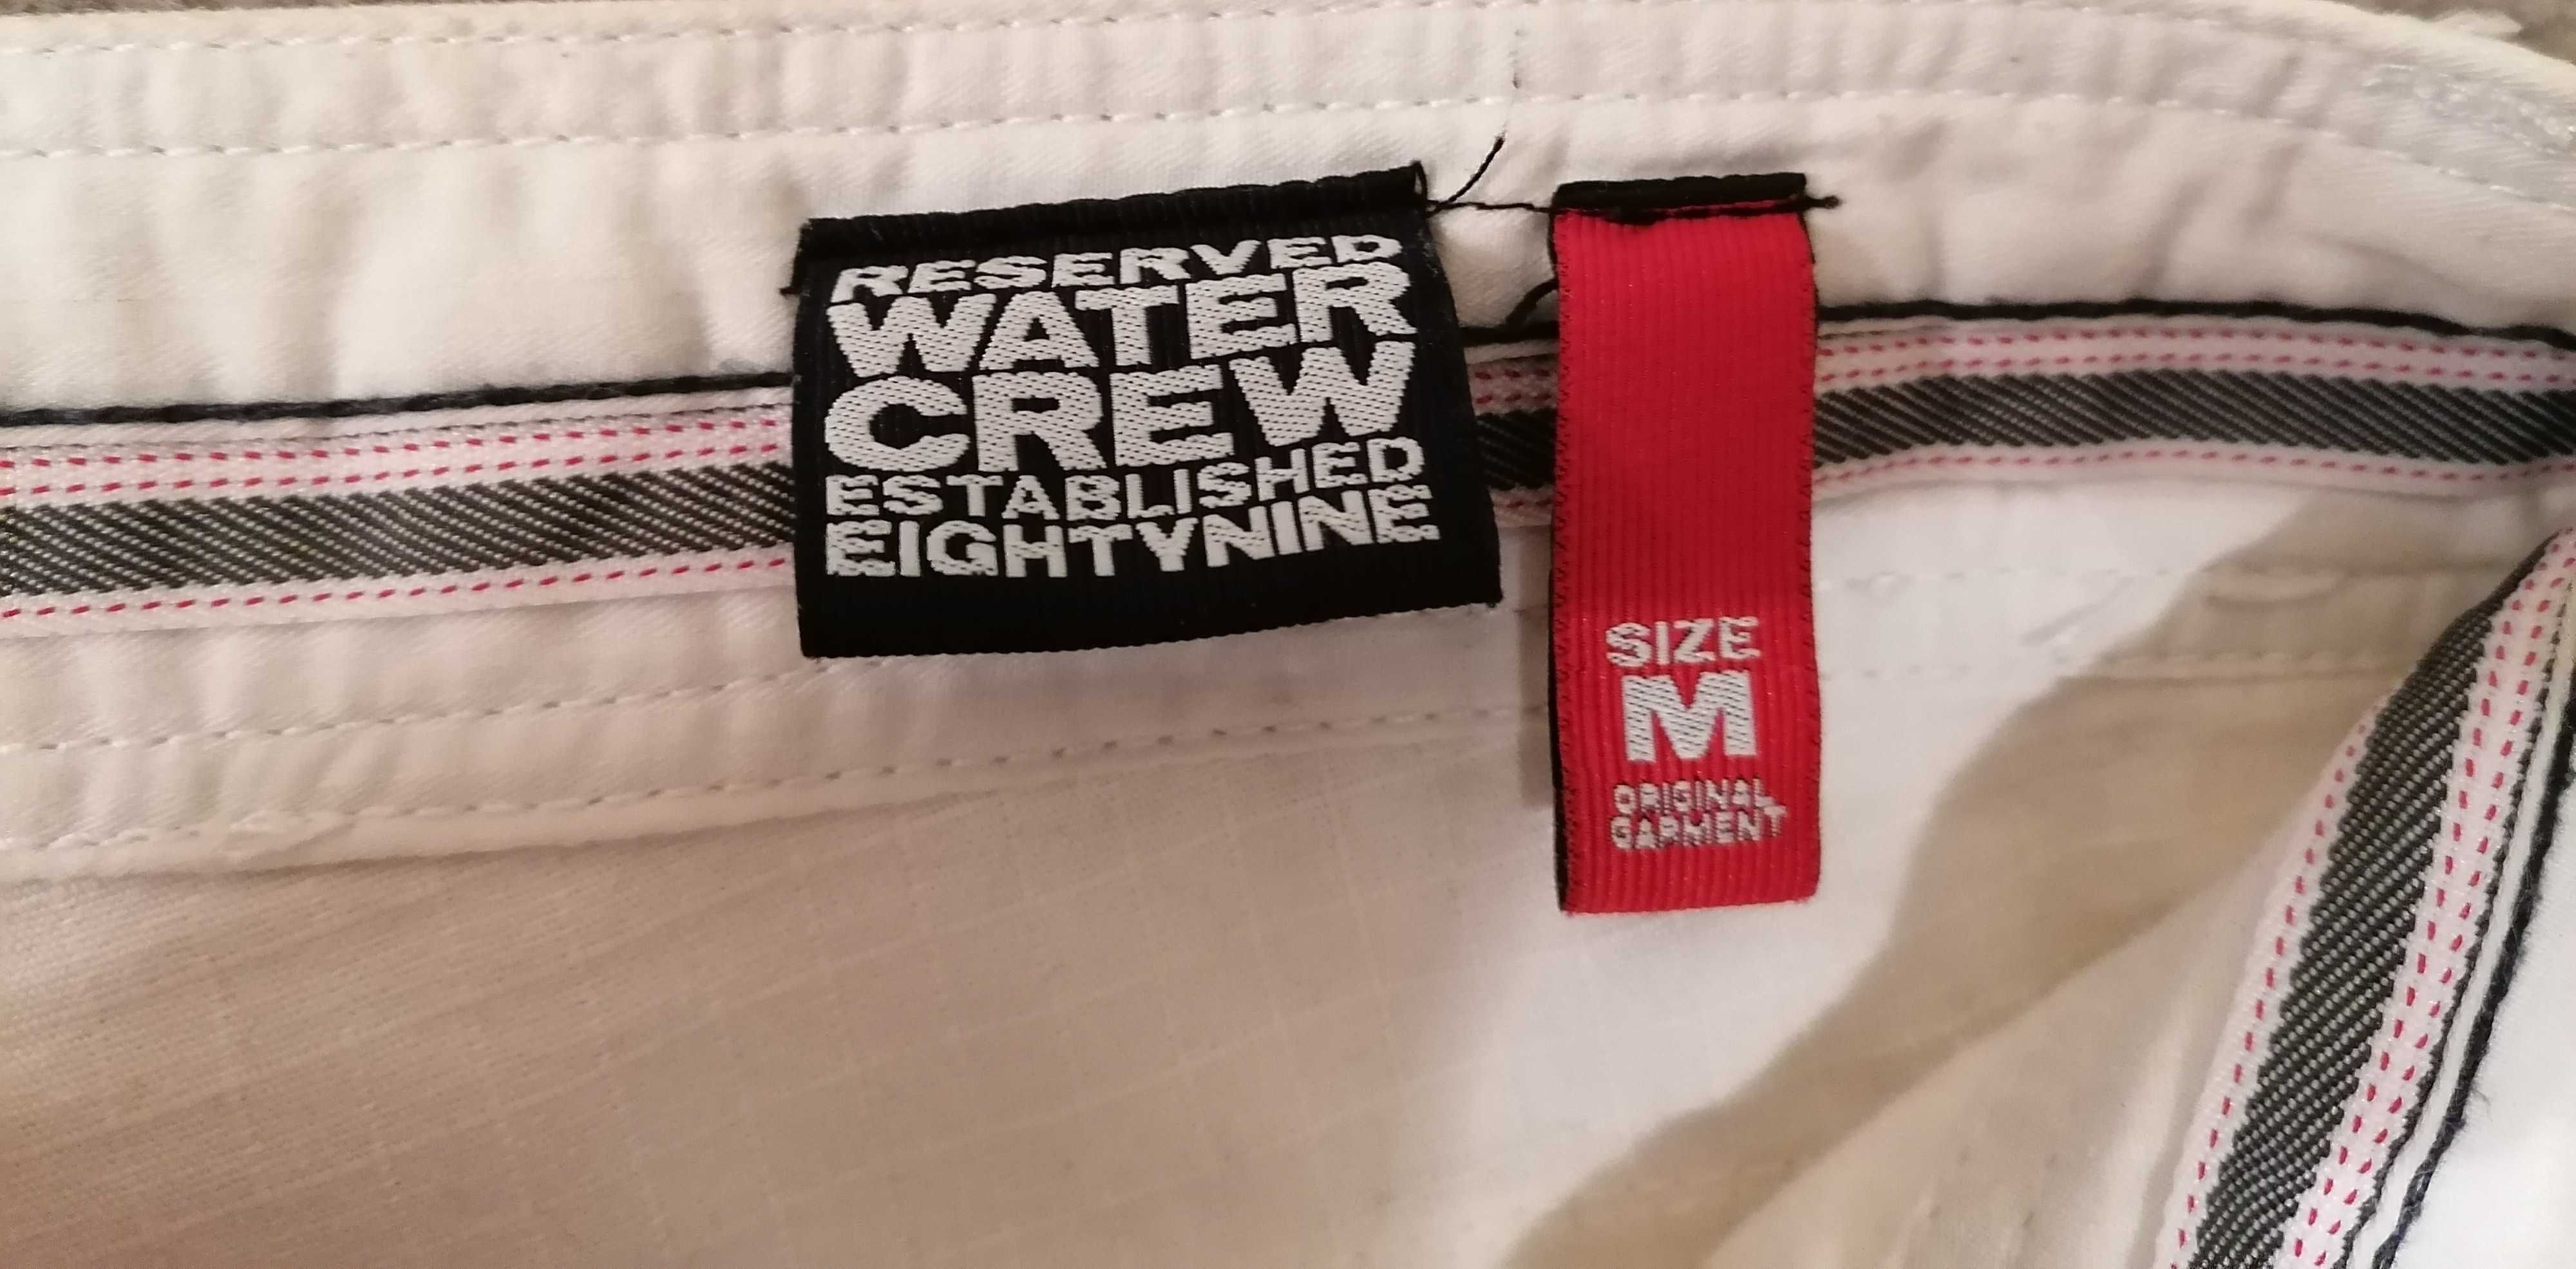 RESERVED
WATER
CREW
ESTABLISHED
EIGHTYNINE
SIZE
M
ORIGINAL
GARMENT